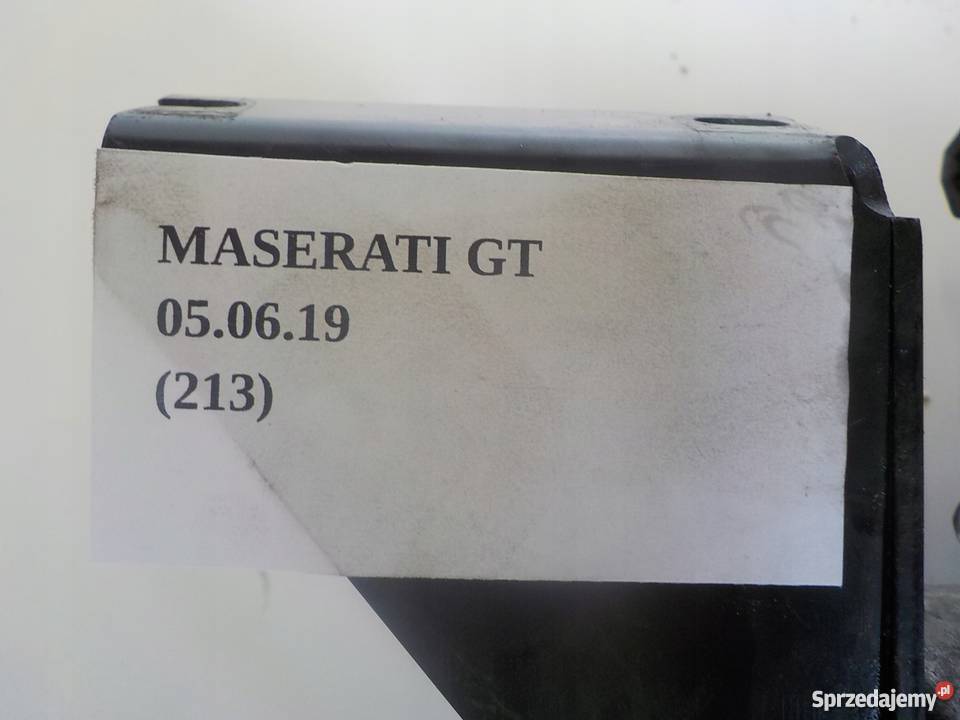 MASERATI GT
05.06.19
(213)
Sprzedajemy.pl